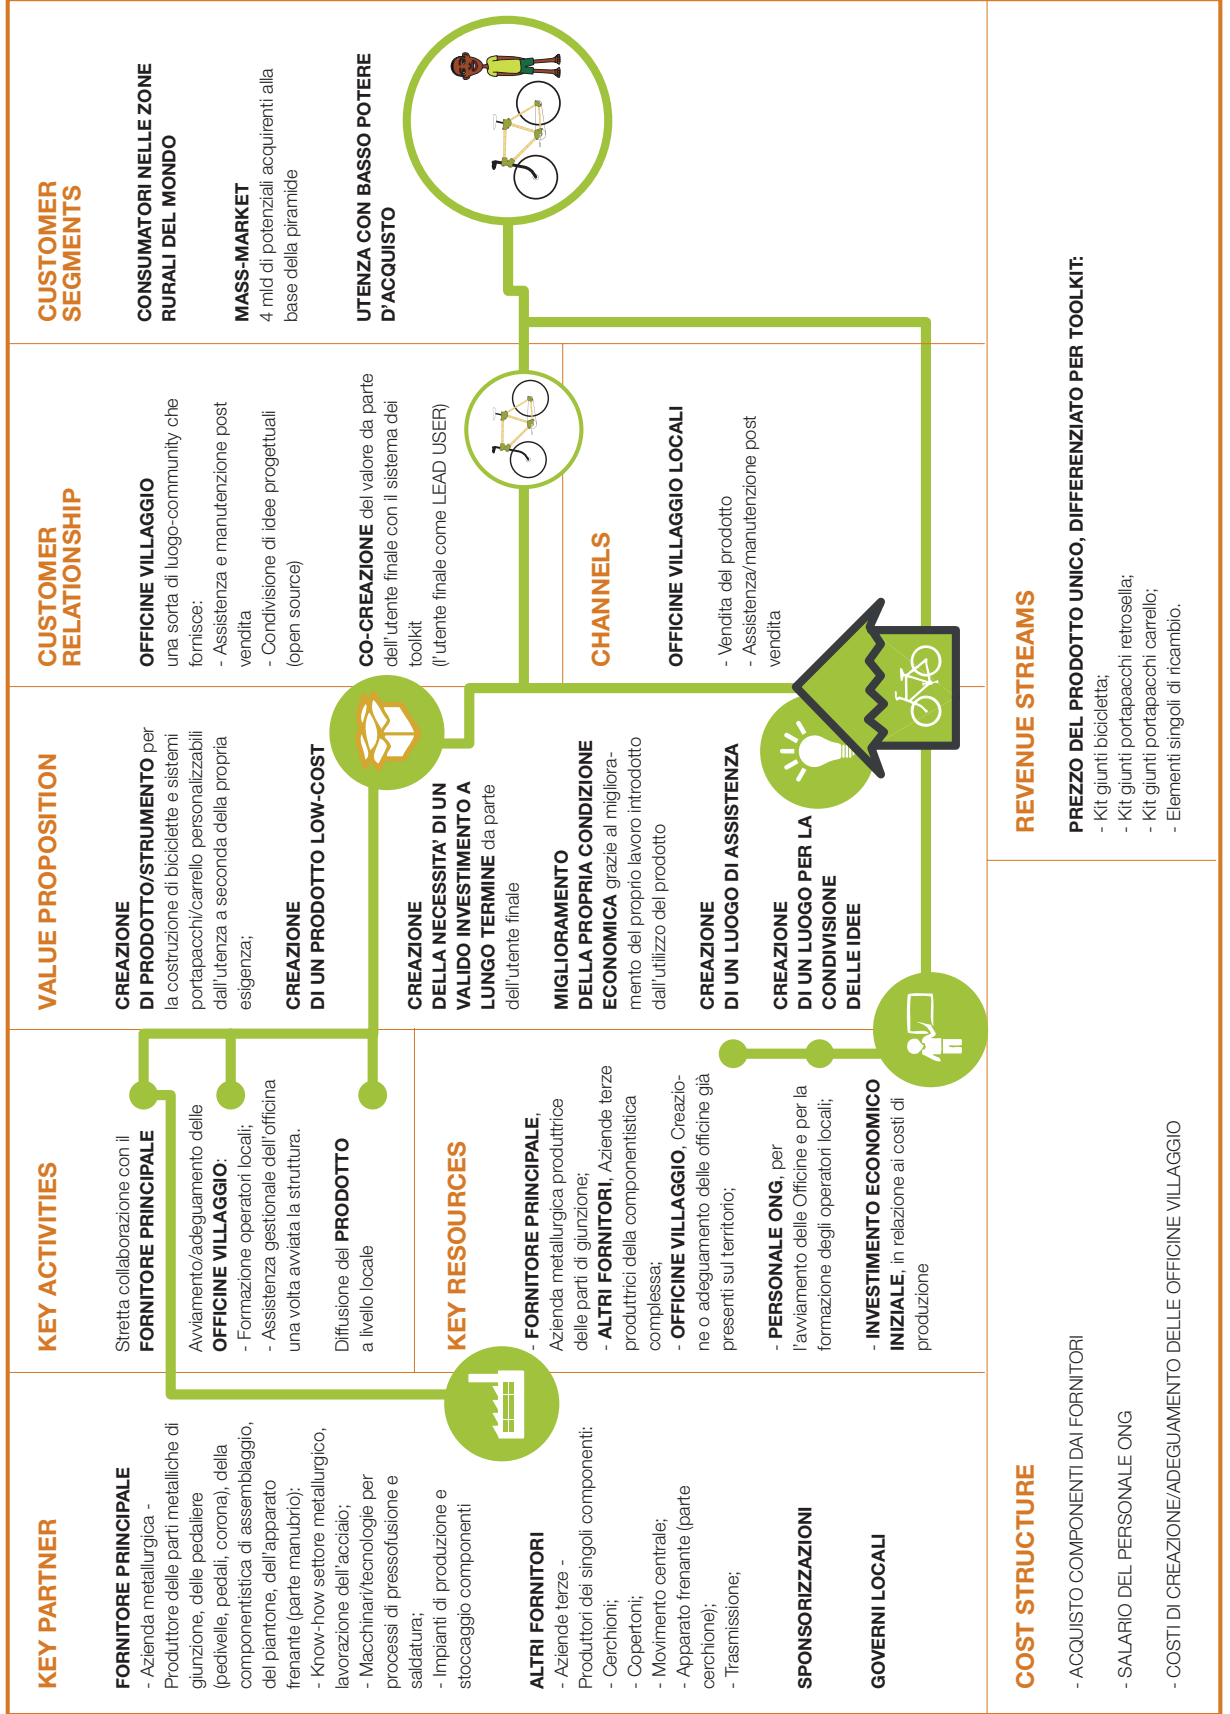 KEY PARTNER
FORNITORE PRINCIPALE
- Azienda metallurgica -
Produttore delle parti metalliche di
giunzione, delle pedaliere
(pedivelle, pedali, corona), della
componentistica di assemblaggio,
del piantone, dell'apparato
frenante (parte manubrio):
- Know-how settore metallurgico,
lavorazione dell'acciaio;
- Macchinari/tecnologie per
processi di pressofusione e
saldatura;
- Impianti di produzione e
stoccaggio componenti
ALTRI FORNITORI
- Aziende terze -
Produttori dei singoli componenti:
- Cerchioni;
- Copertoni;
- Movimento centrale;
- Apparato frenante (parte
cerchione);
- Trasmissione;
SPONSORIZZAZIONI
GOVERNI LOCALI
KEY ACTIVITIES
Stretta collaborazione con il
FORNITORE PRINCIPALE
Avviamento/adeguamento delle
OFFICINE VILLAGGIO:
- Formazione operatori locali;
- Assistenza gestionale dell'officina
una volta avviata la struttura.
Diffusione del PRODOTTO
a livello locale
KEY RESOURCES
- FORNITORE PRINCIPALE,
Azienda metallurgica produttrice
delle parti di giunzione;
- ALTRI FORNITORI, Aziende terze
produttrici della componentistica
complessa;
- OFFICINE VILLAGGIO, Creazio-
ne o adeguamento delle officine già
presenti sul territorio;
- PERSONALE ONG, per
l'avviamento delle Officine e per la
formazione degli operatori locali;
- INVESTIMENTO ECONOMICO
INIZIALE, in relazione ai costi di
produzione
VALUE PROPOSITION
CREAZIONE
DI PRODOTTO/STRUMENTO per
la costruzione di biciclette e sistemi
portapacchi/carrello personalizzabili
dall'utenza a seconda della propria
esigenza;
CREAZIONE
DI UN PRODOTTO LOW-COST
CREAZIONE
DELLA NECESSITA' DI UN
VALIDO INVESTIMENTO A
LUNGO TERMINE da parte
dell'utente finale
MIGLIORAMENTO
DELLA PROPRIA CONDIZIONE
ECONOMICA grazie al migliora-
mento del proprio lavoro introdotto
dall'utilizzo del prodotto
CREAZIONE
DI UN LUOGO DI ASSISTENZA
CREAZIONE
DI UN LUOGO PER LA
CONDIVISIONE
DELLE IDEE
CUSTOMER
RELATIONSHIP
OFFICINE VILLAGGIO
una sorta di luogo-community che
fornisce:
- Assistenza e manutenzione post
vendita
- Condivisione di idee progettuali
(open source)
CO-CREAZIONE del valore da parte
dell'utente finale con il sistema dei
toolkit
(l'utente finale come LEAD USER)
CHANNELS
OFFICINE VILLAGGIO LOCALI
- Vendita del prodotto
- Assistenza/manutenzione post
vendita
CUSTOMER
SEGMENTS
CONSUMATORI NELLE ZONE
RURALI DEL MONDO
MASS-MARKET
4 mld di potenziali acquirenti alla
base della piramide
UTENZA CON BASSO POTERE
D'ACQUISTO
COST STRUCTURE
- ACQUISTO COMPONENTI DAI FORNITORI
- SALARIO DEL PERSONALE ONG
- COSTI DI CREAZIONE/ADEGUAMENTO DELLE OFFICINE VILLAGGIO
REVENUE STREAMS
PREZZO DEL PRODOTTO UNICO, DIFFERENZIATO PER TOOLKIT:
- Kit giunti bicicletta;
- Kit giunti portapacchi retrosella;
- Kit giunti portapacchi carrello;
- Elementi singoli di ricambio.